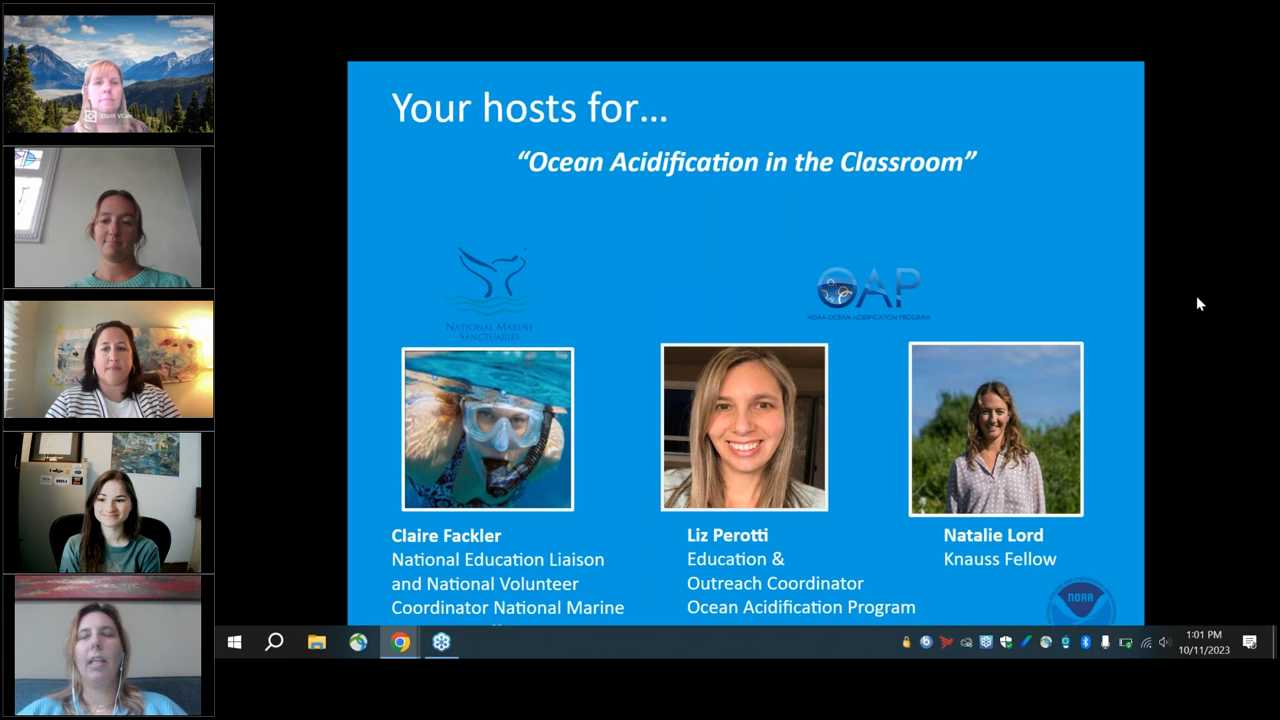 Your hosts for...
“Ocean Acidification in the Classroom”
NATIONAL MARINE
SANCTUARIES
OAP
NOAA OCEAN ACIDIFICATION PROGRAM
Claire Fackler
National Education Liaison
and National Volunteer
Coordinator National Marine
Liz Perotti
Education &
Outreach Coordinator
Ocean Acidification Program
Natalie Lord
Knauss Fellow
NOAA
XSplit VCam
1:01 PM
10/11/2023